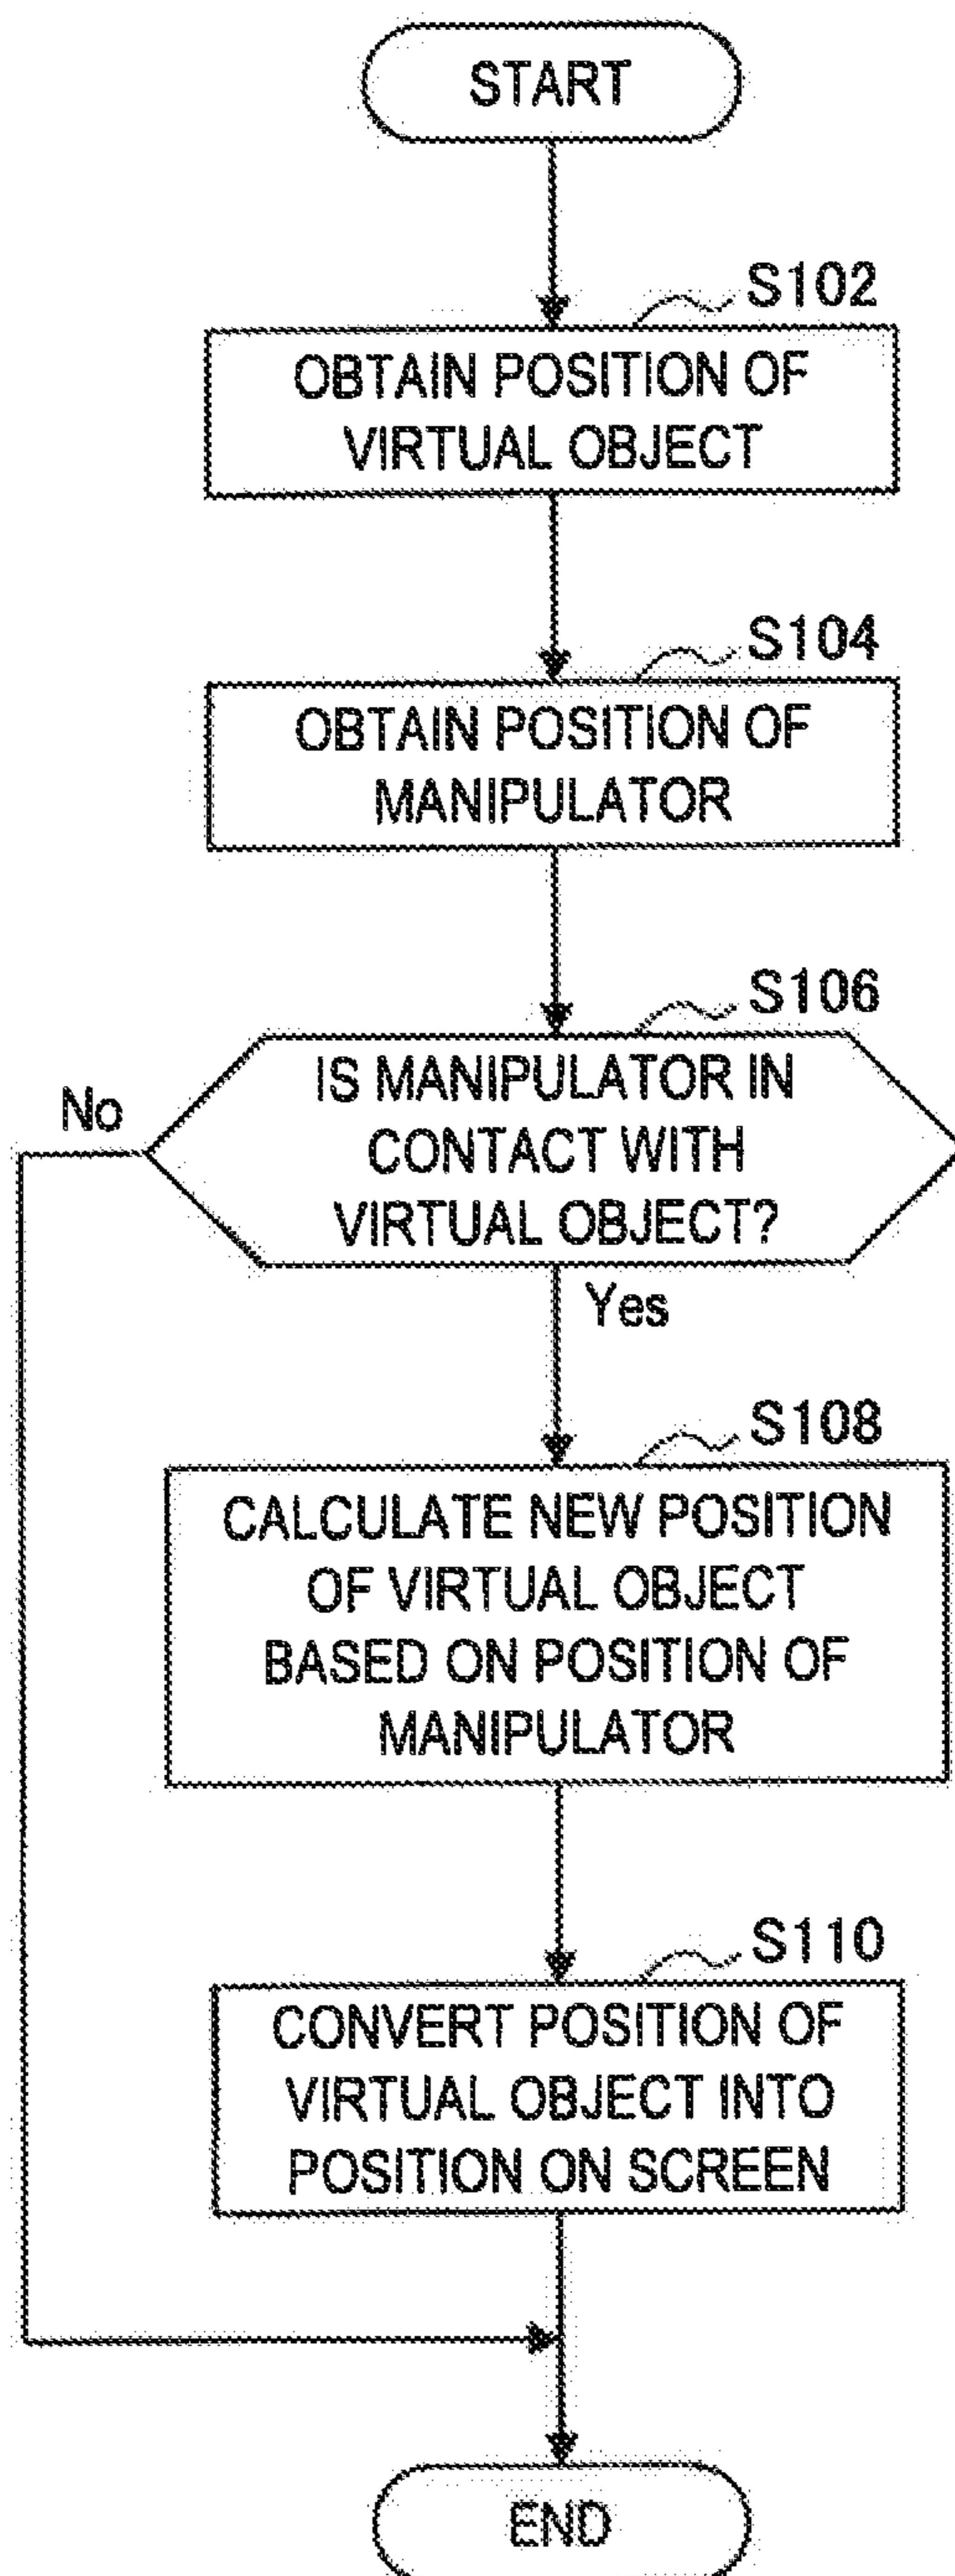 START
S102
OBTAIN POSITION OF
VIRTUAL OBJECT
S104
OBTAIN POSITION OF
MANIPULATOR
S106
IS MANIPULATOR IN
CONTACT WITH
VIRTUAL OBJECT?
No
Yes
S108
CALCULATE NEW POSITION
OF VIRTUAL OBJECT
BASED ON POSITION OF
MANIPULATOR
S110
CONVERT POSITION OF
VIRTUAL OBJECT INTO
POSITION ON SCREEN
END